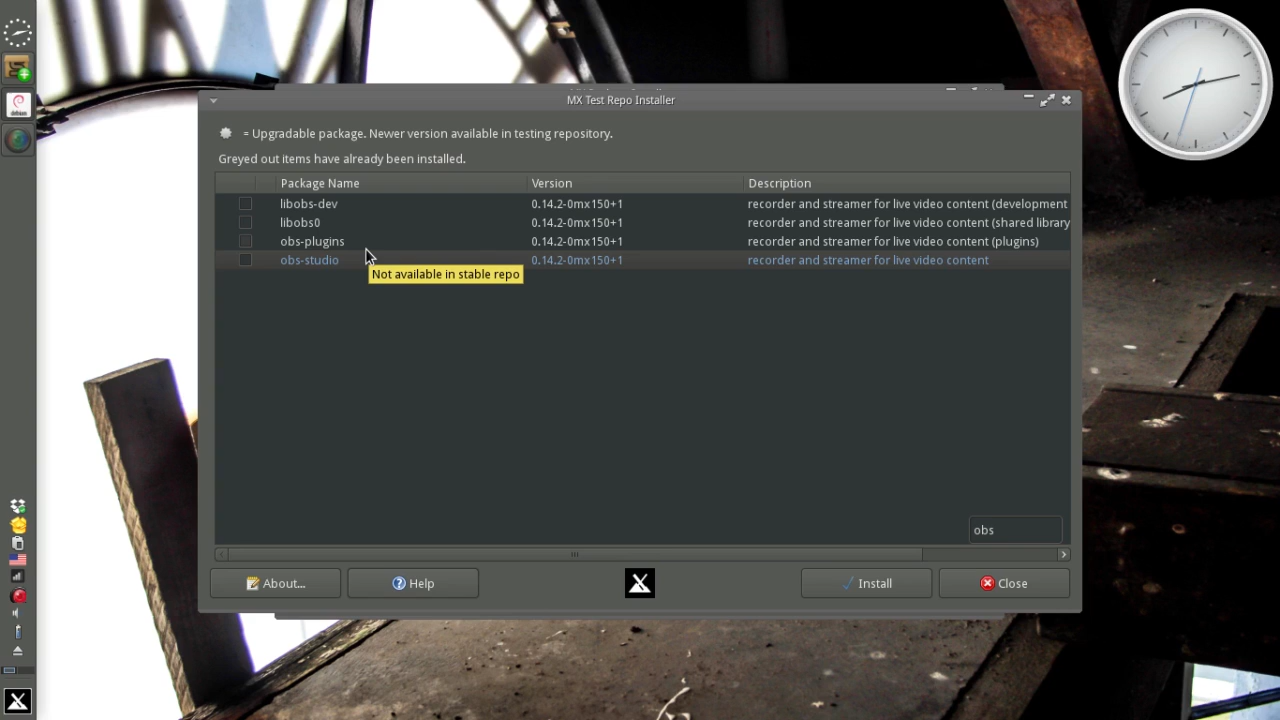 MX Test Repo Installer
= Upgradable package. Newer version available in testing repository.
Greyed out items have already been installed.
Package Name Version Description
libobs-dev 0.14.2-0mx150+1 recorder and streamer for live video content (development
libobs0 0.14.2-0mx150+1 recorder and streamer for live video content (shared library
obs-plugins 0.14.2-0mx150+1 recorder and streamer for live video content (plugins)
obs-studio 0.14.2-0mx150+1 recorder and streamer for live video content
Not available in stable repo
obs
About... Help Install Close
debian